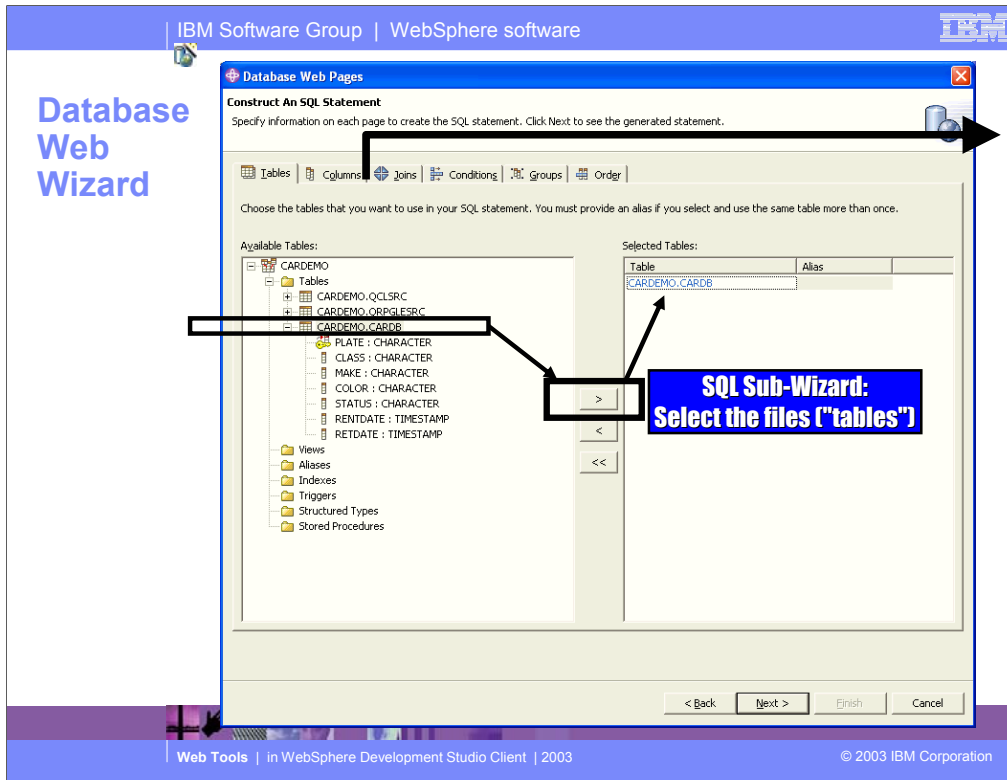 IBM Software Group | WebSphere software
IBM
Database Web Wizard
Database Web Pages
Construct An SQL Statement
Specify information on each page to create the SQL statement. Click Next to see the generated statement.
Tables
Columns
Joins
Conditions
Groups
Order
Choose the tables that you want to use in your SQL statement. You must provide an alias if you select and use the same table more than once.
Available Tables:
CARDEMO
Tables
CARDEMO.QCLSRC
CARDEMO.QRPGLESRC
CARDEMO.CARDB
PLATE : CHARACTER
CLASS : CHARACTER
MAKE : CHARACTER
COLOR : CHARACTER
STATUS : CHARACTER
RENTDATE : TIMESTAMP
RETDATE : TIMESTAMP
Views
Aliases
Indexes
Triggers
Structured Types
Stored Procedures
>
<
<<
Selected Tables:
Table Alias
CARDEMO.CARDB
SQL Sub-Wizard:
Select the files ("tables")
< Back
Next >
Finish
Cancel
Web Tools | in WebSphere Development Studio Client | 2003
© 2003 IBM Corporation